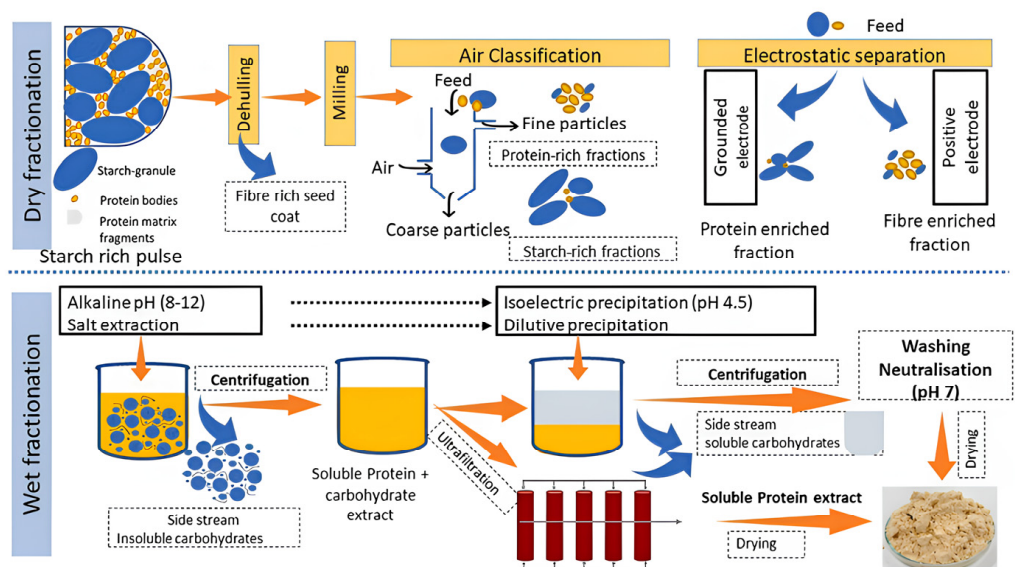 Dry fractionation
Starch-granule
Protein bodies
Protein matrix
fragments
Starch rich pulse
Dehulling
Fibre rich seed
coat
Milling
Air Classification
Feed
Fine particles
Protein-rich fractions
Air
Coarse particles
Starch-rich fractions
Feed
Electrostatic separation
Grounded
electrode
Positive
electrode
Protein enriched
fraction
Fibre enriched
fraction
Wet fractionation
Alkaline pH (8-12)
Salt extraction
Isoelectric precipitation (pH 4.5)
Dilutive precipitation
Centrifugation
Side stream
Insoluble carbohydrates
Soluble Protein +
carbohydrate
extract
Ultrafiltration
Centrifugation
Side stream
soluble carbohydrates
Washing
Neutralisation
(pH 7)
Drying
Soluble Protein extract
Drying